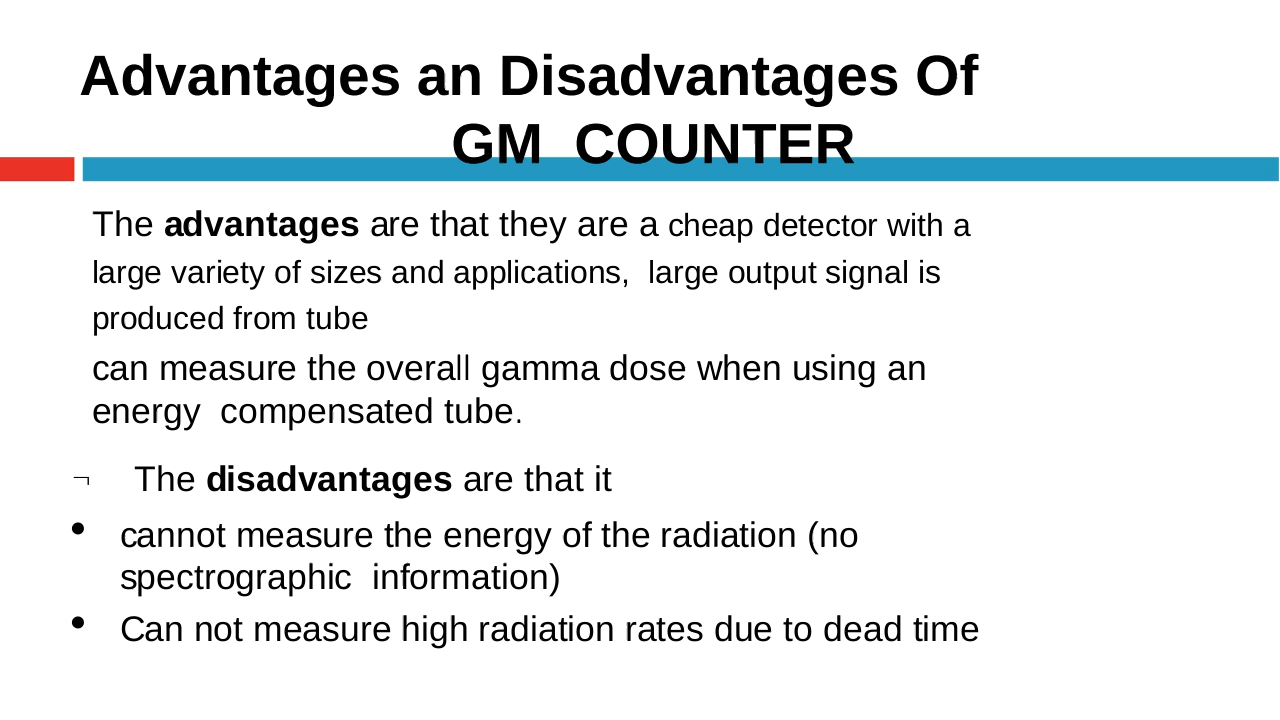 Advantages an Disadvantages Of
GM  COUNTER
The advantages are that they are a cheap detector with a
large variety of sizes and applications,  large output signal is
produced from tube
can measure the overall gamma dose when using an
energy  compensated tube.
¬ The disadvantages are that it
• cannot measure the energy of the radiation (no
spectrographic  information)
• Can not measure high radiation rates due to dead time